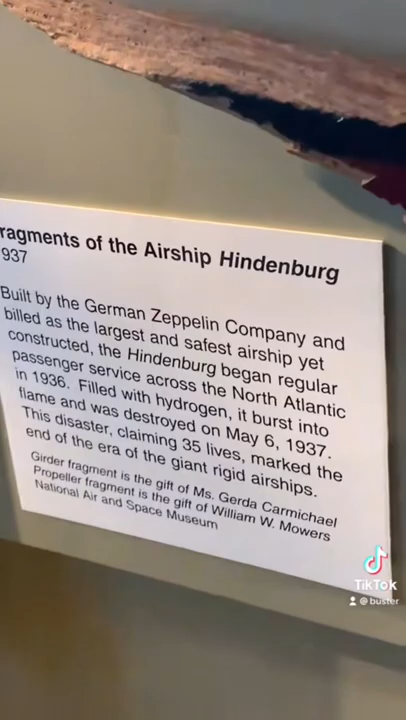 ragments of the Airship Hindenburg
937
Built by the German Zeppelin Company and
billed as the largest and safest airship yet
constructed, the Hindenburg began regular
passenger service across the North Atlantic
in 1936. Filled with hydrogen, it burst into
flame and was destroyed on May 6, 1937.
This disaster, claiming 35 lives, marked the
end of the era of the giant rigid airships.
Girder fragment is the gift of Ms. Gerda Carmichael
Propeller fragment is the gift of William W. Mowers
National Air and Space Museum
TikTok
@buster